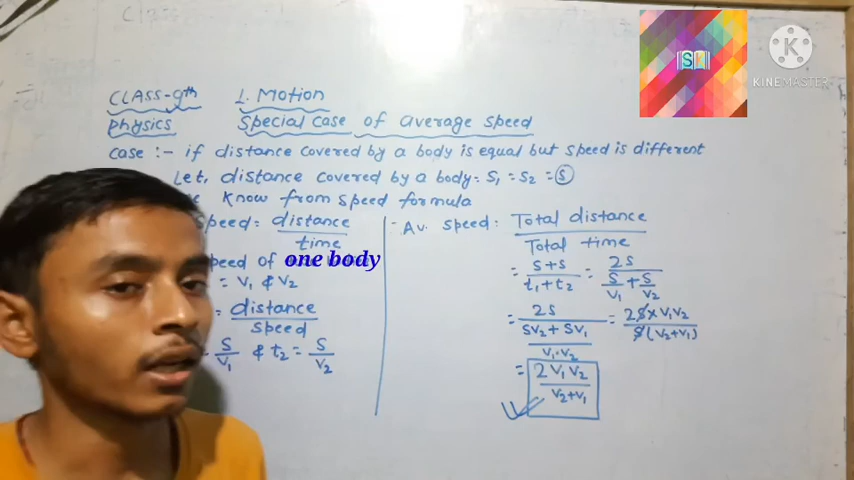 CLASS-9th 1. Motion
Physics Special case of average speed
Case :- if distance covered by a body is equal but speed is different
Let, distance covered by a body = S₁ = S₂ = S
Know from speed formula
speed = distance / time
speed of one body
= V₁ & V₂
= distance / speed
= S/V₁ & t₂ = S/V₂
Av. speed = Total distance / Total time
= S+S / t₁+t₂ = 2S / S/V₁ + S/V₂
= 2S / SV₂ + SV₁ / V₁·V₂ = 2S × V₁V₂ / S(V₂+V₁)
= 2V₁V₂ / V₂+V₁
SK
K
KINEMASTER